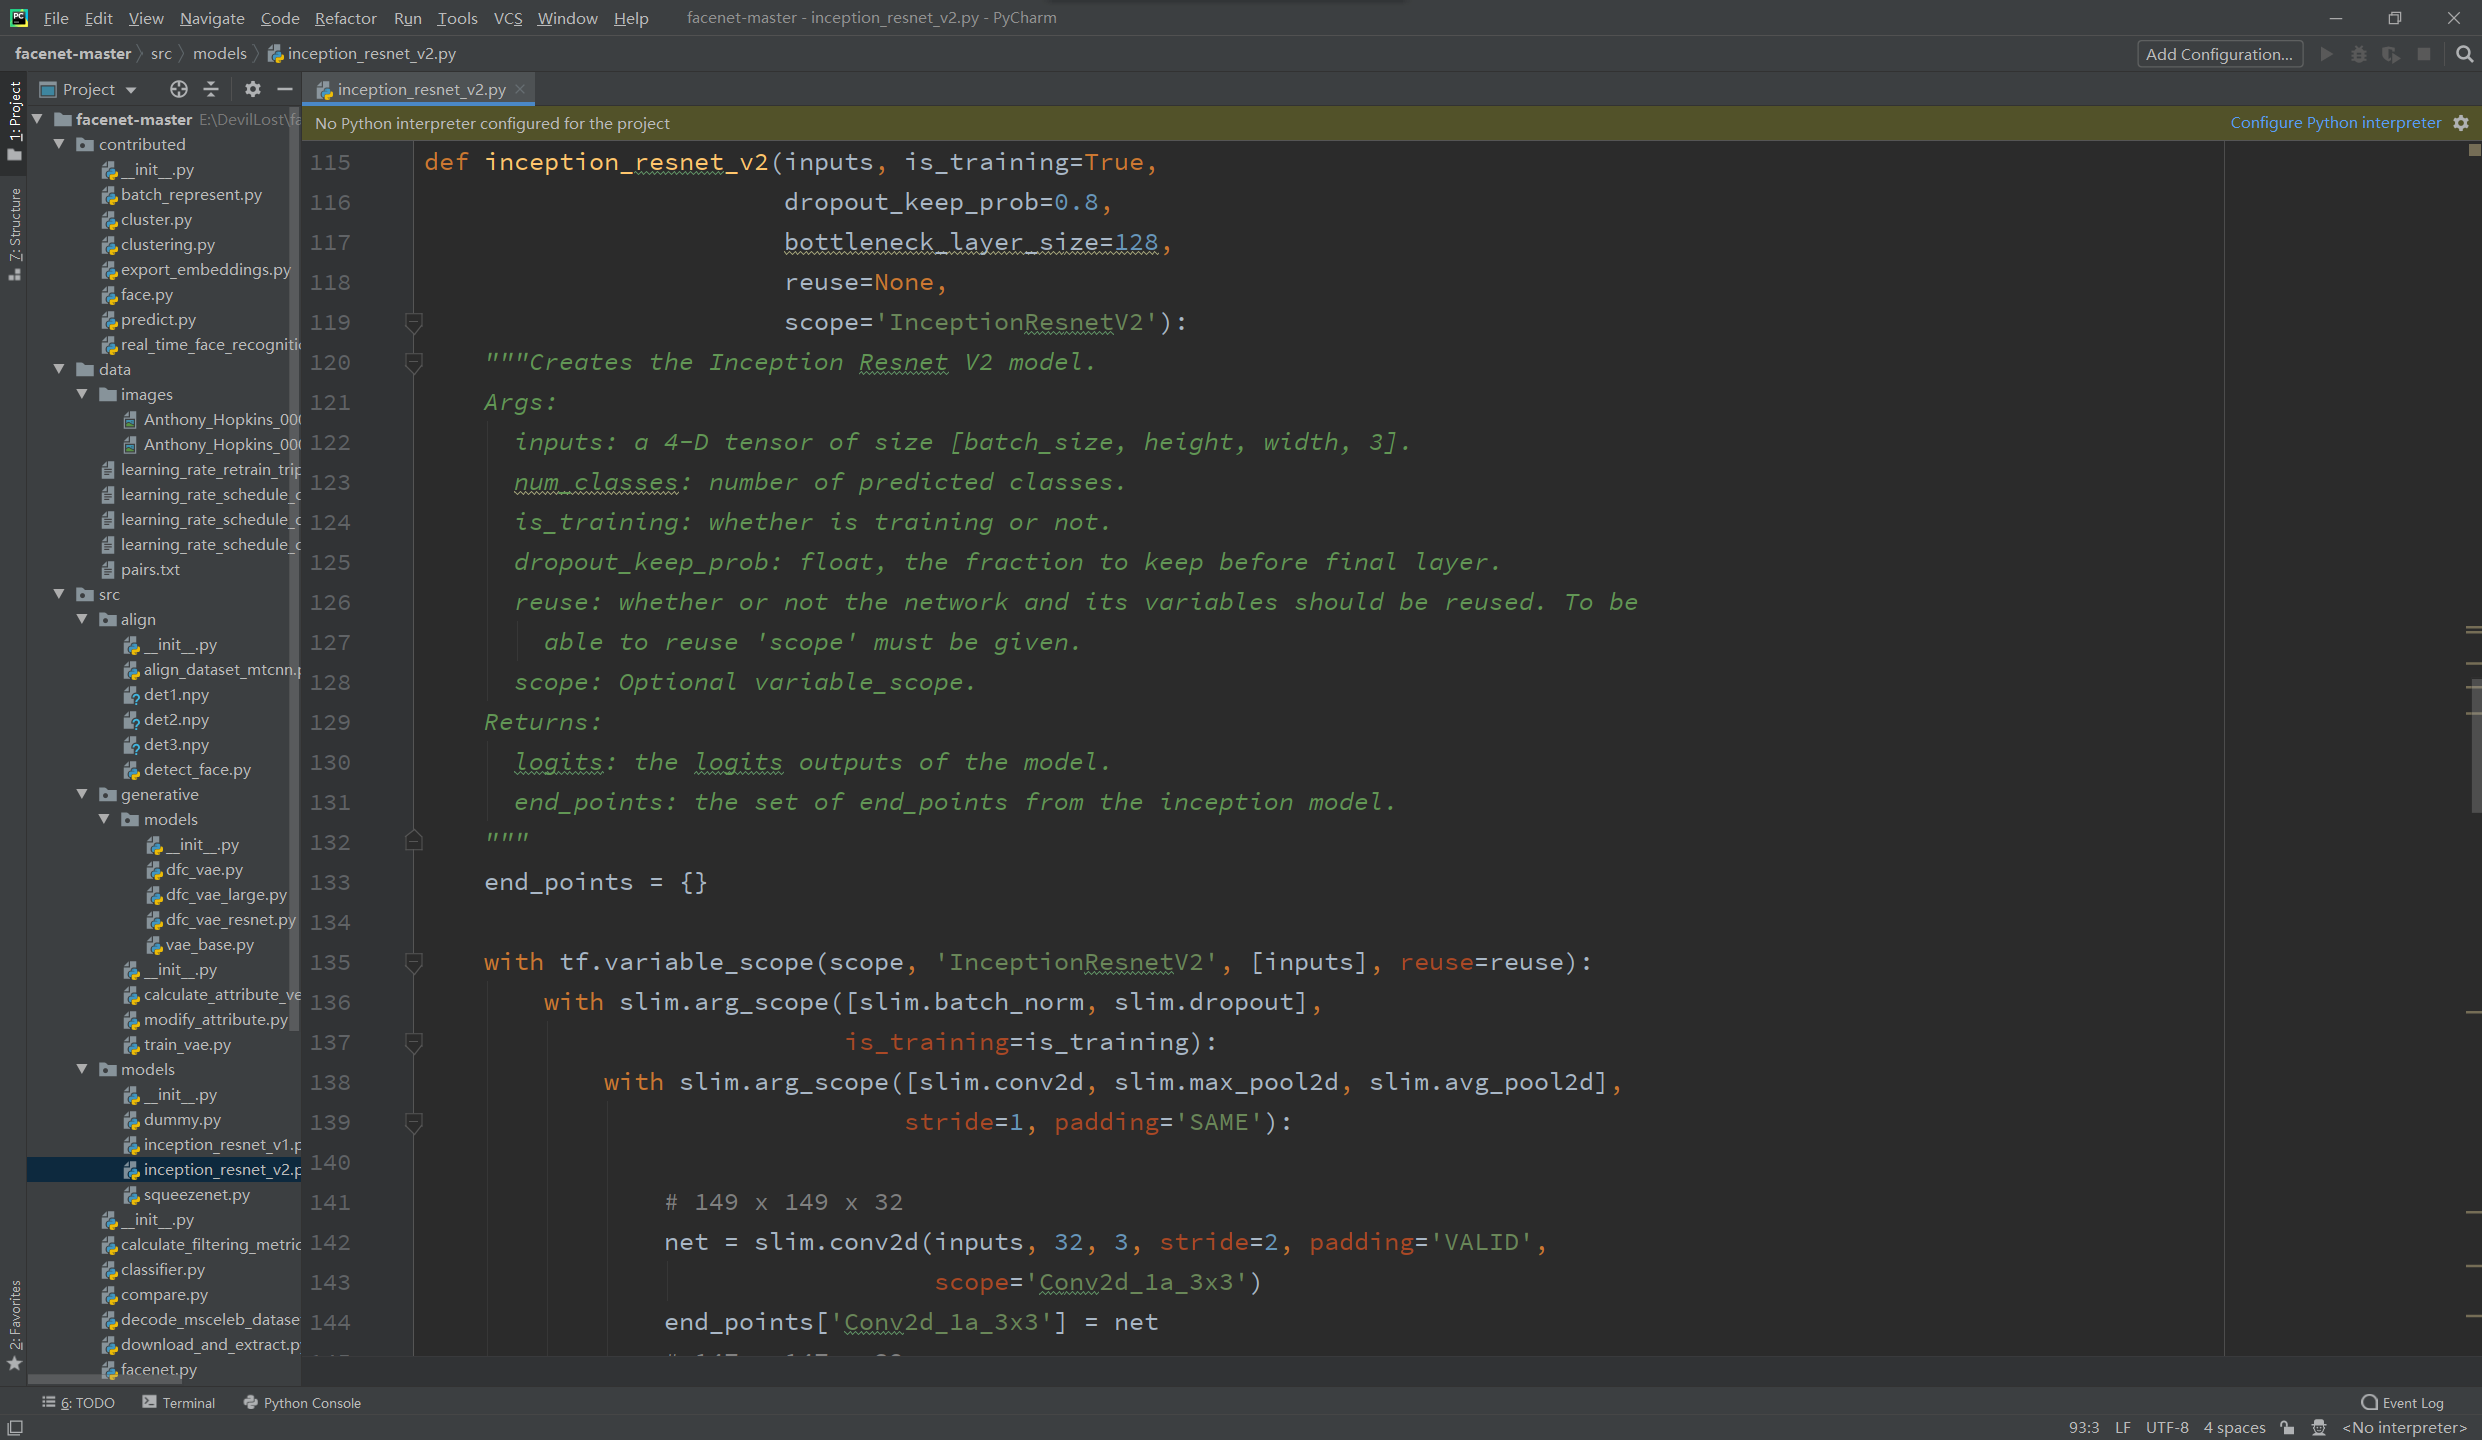 File Edit View Navigate Code Refactor Run Tools VCS Window Help facenet-master - inception_resnet_v2.py - PyCharm
facenet-master src models inception_resnet_v2.py
Add Configuration...
1: Project
7: Structure
2: Favorites
Project
facenet-master E:\DevilLost\fa
contributed
__init__.py
batch_represent.py
cluster.py
clustering.py
export_embeddings.py
face.py
predict.py
real_time_face_recogniti
data
images
Anthony_Hopkins_000
Anthony_Hopkins_000
learning_rate_retrain_trip
learning_rate_schedule_c
learning_rate_schedule_c
learning_rate_schedule_c
pairs.txt
src
align
__init__.py
align_dataset_mtcnn.p
det1.npy
det2.npy
det3.npy
detect_face.py
generative
models
__init__.py
dfc_vae.py
dfc_vae_large.py
dfc_vae_resnet.py
vae_base.py
__init__.py
calculate_attribute_ve
modify_attribute.py
train_vae.py
models
__init__.py
dummy.py
inception_resnet_v1.p
inception_resnet_v2.p
squeezenet.py
__init__.py
calculate_filtering_metric
classifier.py
compare.py
decode_msceleb_datase
download_and_extract.p
facenet.py
inception_resnet_v2.py
No Python interpreter configured for the project
Configure Python interpreter
115 def inception_resnet_v2(inputs, is_training=True,
116 dropout_keep_prob=0.8,
117 bottleneck_layer_size=128,
118 reuse=None,
119 scope='InceptionResnetV2'):
120 """Creates the Inception Resnet V2 model.
121 Args:
122 inputs: a 4-D tensor of size [batch_size, height, width, 3].
123 num_classes: number of predicted classes.
124 is_training: whether is training or not.
125 dropout_keep_prob: float, the fraction to keep before final layer.
126 reuse: whether or not the network and its variables should be reused. To be
127 able to reuse 'scope' must be given.
128 scope: Optional variable_scope.
129 Returns:
130 logits: the logits outputs of the model.
131 end_points: the set of end_points from the inception model.
132 """
133 end_points = {}
134
135 with tf.variable_scope(scope, 'InceptionResnetV2', [inputs], reuse=reuse):
136 with slim.arg_scope([slim.batch_norm, slim.dropout],
137 is_training=is_training):
138 with slim.arg_scope([slim.conv2d, slim.max_pool2d, slim.avg_pool2d],
139 stride=1, padding='SAME'):
140
141 # 149 x 149 x 32
142 net = slim.conv2d(inputs, 32, 3, stride=2, padding='VALID',
143 scope='Conv2d_1a_3x3')
144 end_points['Conv2d_1a_3x3'] = net
6: TODO Terminal Python Console Event Log
93:3 LF UTF-8 4 spaces <No interpreter>